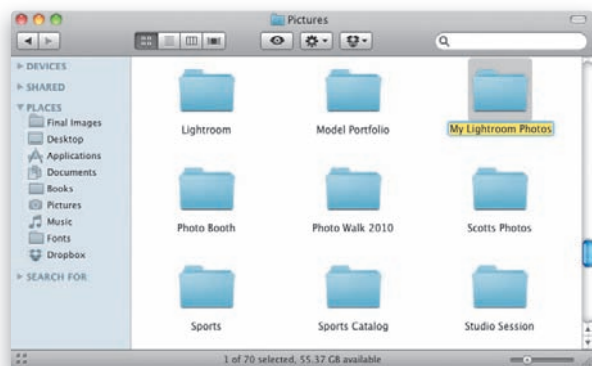 Pictures
DEVICES
SHARED
PLACES
Final Images
Desktop
Applications
Documents
Books
Pictures
Music
Fonts
Dropbox
SEARCH FOR
Lightroom
Model Portfolio
My Lightroom Photos
Photo Booth
Photo Walk 2010
Scotts Photos
Sports
Sports Catalog
Studio Session
1 of 70 selected, 55.37 GB available